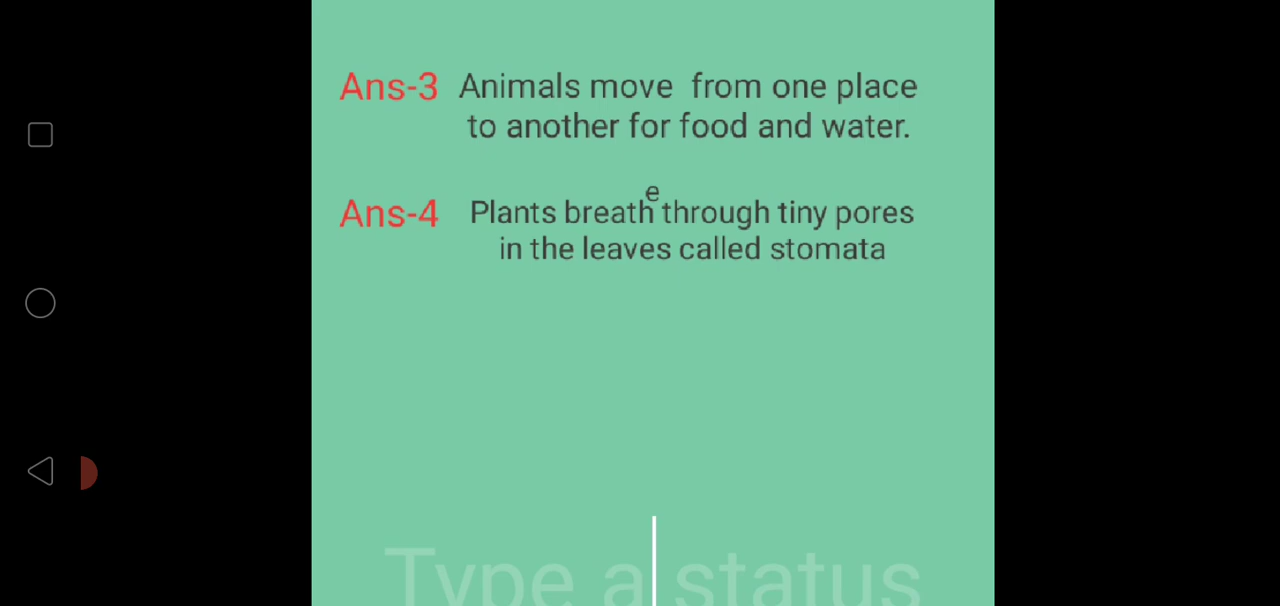 Ans-3 Animals move from one place
to another for food and water.
Ans-4 Plants breathe through tiny pores
in the leaves called stomata
Type a status